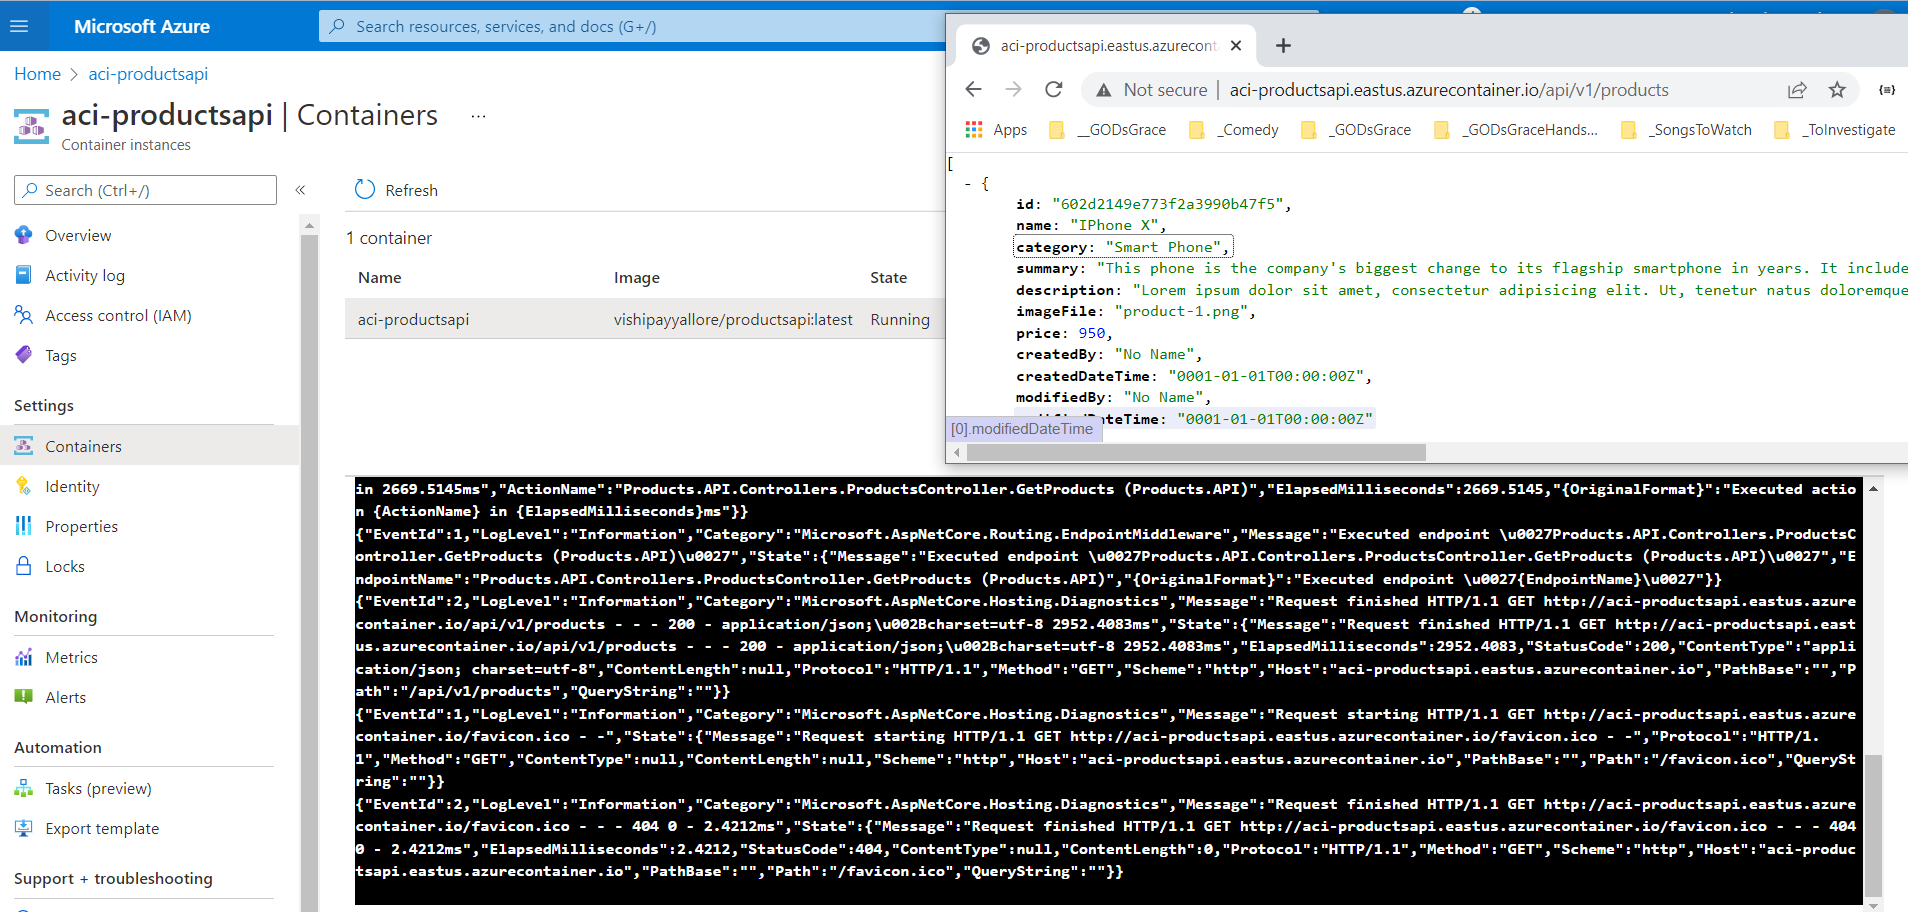 Microsoft Azure
Search resources, services, and docs (G+/)
Home > aci-productsapi
aci-productsapi | Containers ...
Container instances
Search (Ctrl+/)
«
Overview
Activity log
Access control (IAM)
Tags
Settings
Containers
Identity
Properties
Locks
Monitoring
Metrics
Alerts
Automation
Tasks (preview)
Export template
Support + troubleshooting
Refresh
1 container
Name Image State
aci-productsapi vishipayyallore/productsapi:latest Running
aci-productsapi.eastus.azurecont
Not secure | aci-productsapi.eastus.azurecontainer.io/api/v1/products
Apps __GODsGrace _Comedy _GODsGrace _GODsGraceHands... _SongsToWatch _ToInvestigate
[
- {
id: "602d2149e773f2a3990b47f5",
name: "IPhone X",
category: "Smart Phone",
summary: "This phone is the company's biggest change to its flagship smartphone in years. It include
description: "Lorem ipsum dolor sit amet, consectetur adipisicing elit. Ut, tenetur natus doloremque
imageFile: "product-1.png",
price: 950,
createdBy: "No Name",
createdDateTime: "0001-01-01T00:00:00Z",
modifiedBy: "No Name",
DateTime: "0001-01-01T00:00:00Z"
[0].modifiedDateTime
in 2669.5145ms","ActionName":"Products.API.Controllers.ProductsController.GetProducts (Products.API)","ElapsedMilliseconds":2669.5145,"{OriginalFormat}":"Executed actio
n {ActionName} in {ElapsedMilliseconds}ms"}}
{"EventId":1,"LogLevel":"Information","Category":"Microsoft.AspNetCore.Routing.EndpointMiddleware","Message":"Executed endpoint \u0027Products.API.Controllers.ProductsC
ontroller.GetProducts (Products.API)\u0027","State":{"Message":"Executed endpoint \u0027Products.API.Controllers.ProductsController.GetProducts (Products.API)\u0027","E
ndpointName":"Products.API.Controllers.ProductsController.GetProducts (Products.API)","{OriginalFormat}":"Executed endpoint \u0027{EndpointName}\u0027"}}
{"EventId":2,"LogLevel":"Information","Category":"Microsoft.AspNetCore.Hosting.Diagnostics","Message":"Request finished HTTP/1.1 GET http://aci-productsapi.eastus.azure
container.io/api/v1/products - - - 200 - application/json;\u002Bcharset=utf-8 2952.4083ms","State":{"Message":"Request finished HTTP/1.1 GET http://aci-productsapi.east
us.azurecontainer.io/api/v1/products - - - 200 - application/json;\u002Bcharset=utf-8 2952.4083ms","ElapsedMilliseconds":2952.4083,"StatusCode":200,"ContentType":"appli
cation/json; charset=utf-8","ContentLength":null,"Protocol":"HTTP/1.1","Method":"GET","Scheme":"http","Host":"aci-productsapi.eastus.azurecontainer.io","PathBase":"","P
ath":"/api/v1/products","QueryString":""}}
{"EventId":1,"LogLevel":"Information","Category":"Microsoft.AspNetCore.Hosting.Diagnostics","Message":"Request starting HTTP/1.1 GET http://aci-productsapi.eastus.azure
container.io/favicon.ico - -","State":{"Message":"Request starting HTTP/1.1 GET http://aci-productsapi.eastus.azurecontainer.io/favicon.ico - -","Protocol":"HTTP/1.
1","Method":"GET","ContentType":null,"ContentLength":null,"Scheme":"http","Host":"aci-productsapi.eastus.azurecontainer.io","PathBase":"","Path":"/favicon.ico","QuerySt
ring":""}}
{"EventId":2,"LogLevel":"Information","Category":"Microsoft.AspNetCore.Hosting.Diagnostics","Message":"Request finished HTTP/1.1 GET http://aci-productsapi.eastus.azure
container.io/favicon.ico - - - 404 0 - 2.4212ms","State":{"Message":"Request finished HTTP/1.1 GET http://aci-productsapi.eastus.azurecontainer.io/favicon.ico - - - 404
0 - 2.4212ms","ElapsedMilliseconds":2.4212,"StatusCode":404,"ContentType":null,"ContentLength":0,"Protocol":"HTTP/1.1","Method":"GET","Scheme":"http","Host":"aci-produc
tsapi.eastus.azurecontainer.io","PathBase":"","Path":"/favicon.ico","QueryString":""}}